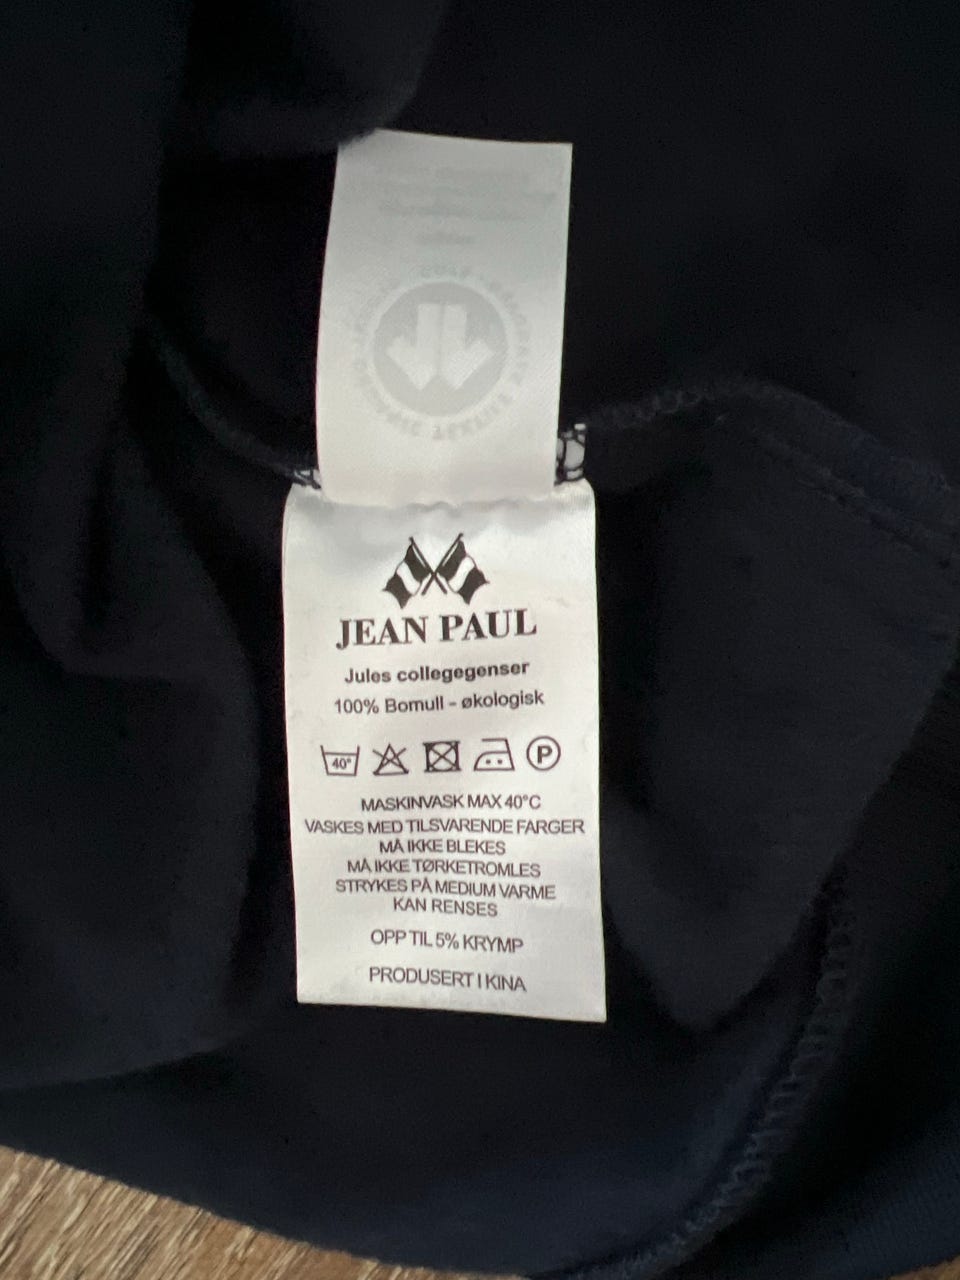 JEAN PAUL
Jules collegegenser
100% Bomull - økologisk
40°
P
MASKINVASK MAX 40°C
VASKES MED TILSVARENDE FARGER
MÅ IKKE BLEKES
MÅ IKKE TØRKETROMLES
STRYKES PÅ MEDIUM VARME
KAN RENSES
OPP TIL 5% KRYMP
PRODUSERT I KINA